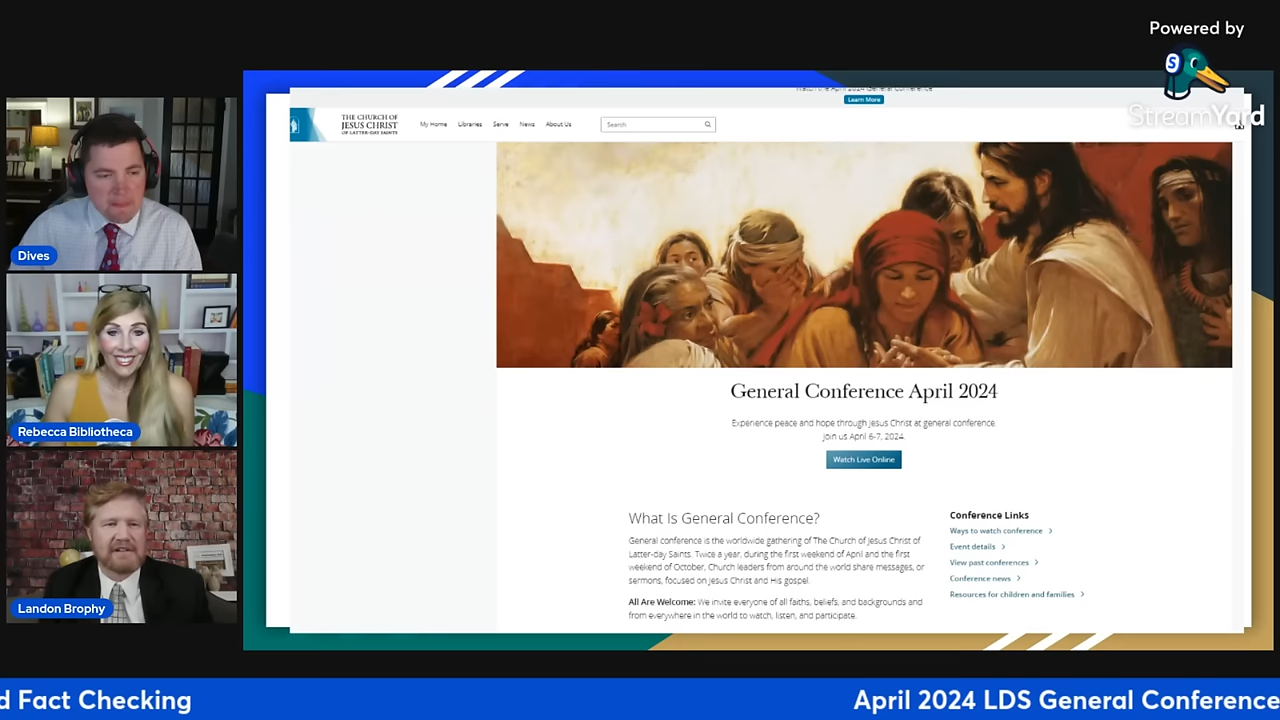 Powered by
StreamYard
Watch the April 2024 General Conference
Learn More
THE CHURCH OF
JESUS CHRIST
OF LATTER-DAY SAINTS
My Home
Libraries
Serve
News
About Us
Search
Dives
Rebecca Bibliotheca
Landon Brophy
General Conference April 2024
Experience peace and hope through Jesus Christ at general conference.
Join us April 6-7, 2024.
Watch Live Online
What Is General Conference?
General conference is the worldwide gathering of The Church of Jesus Christ of
Latter-day Saints. Twice a year, during the first weekend of April and the first
weekend of October, Church leaders from around the world share messages, or
sermons, focused on Jesus Christ and His gospel.
All Are Welcome: We invite everyone of all faiths, beliefs, and backgrounds and
from everywhere in the world to watch, listen, and participate.
Conference Links
Ways to watch conference
Event details
View past conferences
Conference news
Resources for children and families
d Fact Checking
April 2024 LDS General Conference